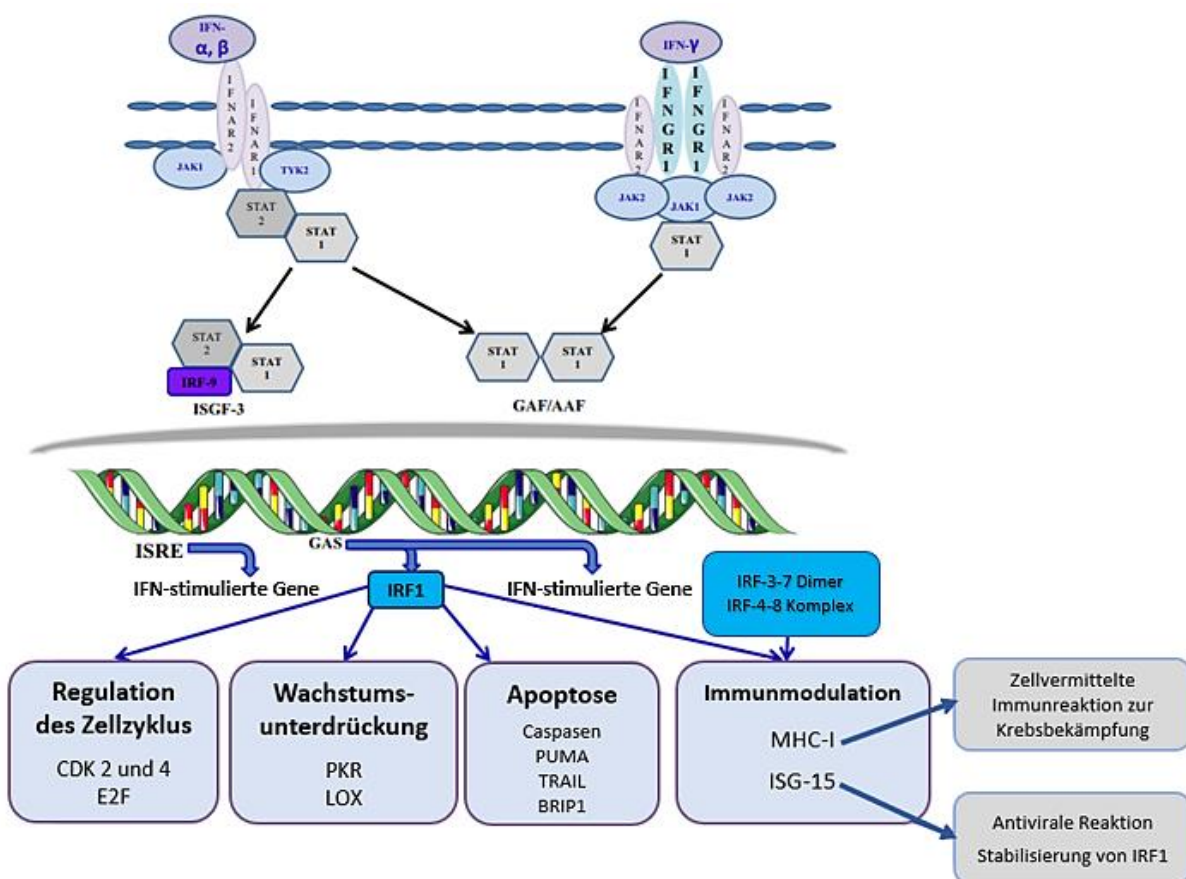 IFN-
α, β
IFN-γ
IFNAR2
IFNAR1
IFNAR2
IFNGR1
IFNGR1
IFNAR2
JAK1
TYK2
JAK2
JAK1
JAK2
STAT
2
STAT
1
STAT
1
STAT
2
STAT
1
IRF-9
ISGF-3
STAT
1
STAT
1
GAF/AAF
ISRE
GAS
IFN-stimulierte Gene
IRF1
IFN-stimulierte Gene
IRF-3-7 Dimer
IRF-4-8 Komplex
Regulation
des Zellzyklus
CDK 2 und 4
E2F
Wachstums-
unterdrückung
PKR
LOX
Apoptose
Caspasen
PUMA
TRAIL
BRIP1
Immunmodulation
MHC-I
ISG-15
Zellvermittelte
Immunreaktion zur
Krebsbekämpfung
Antivirale Reaktion
Stabilisierung von IRF1